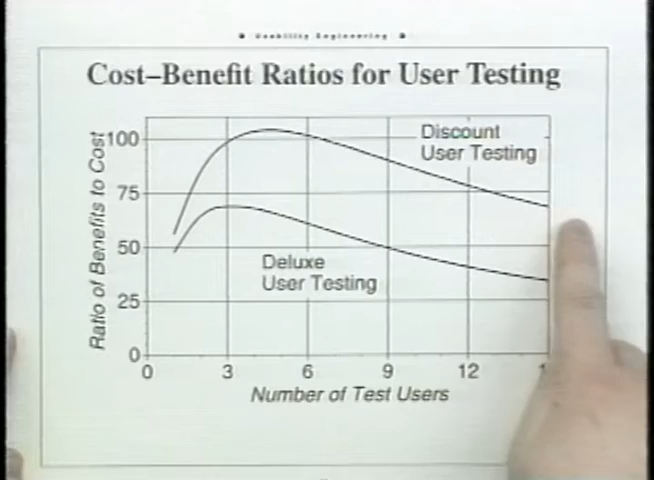 Usability Engineering
Cost–Benefit Ratios for User Testing
Ratio of Benefits to Cost
100
75
50
25
0
Discount
User Testing
Deluxe
User Testing
0 3 6 9 12
Number of Test Users